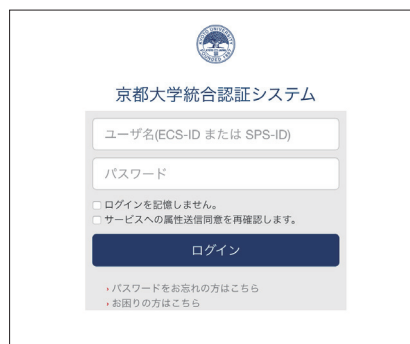 KYOTO UNIVERSITY
FOUNDED 1897
京都大学統合認証システム
ユーザ名(ECS-ID または SPS-ID)
パスワード
ログインを記憶しません。
サービスへの属性送信同意を再確認します。
ログイン
パスワードをお忘れの方はこちら
お困りの方はこちら